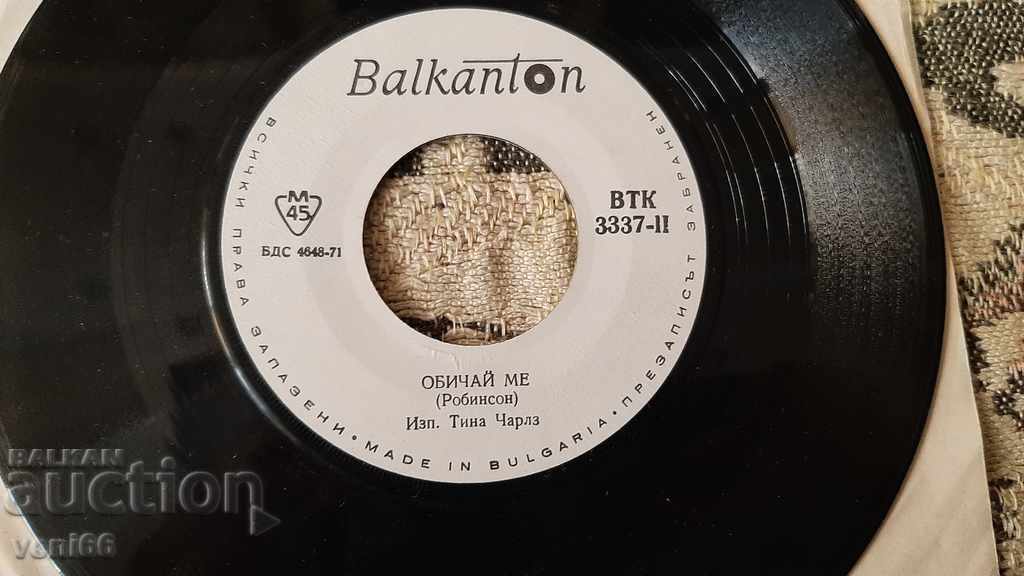 Balkanton
ВСИЧКИ ПРАВА ЗАПАЗЕНИ • MADE IN BULGARIA • ПРЕЗАПИСЪТ ЗАБРАНЕН
М
45
БДС 4648-71
ВТК
3337-II
ОБИЧАЙ МЕ
(Робинсон)
Изп. Тина Чарлз
BALKAN
auction
veni66